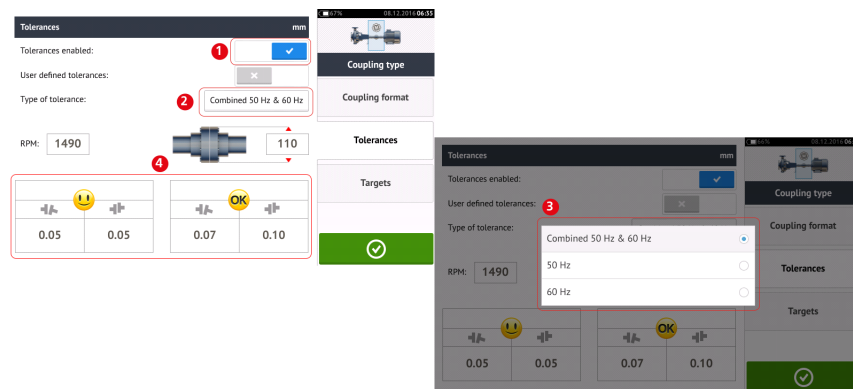 67% 08.12.2016 06:35
Tolerances mm
Tolerances enabled:
1
User defined tolerances:
Type of tolerance:
2
Combined 50 Hz & 60 Hz
RPM: 1490
110
4
OK
0.05 0.05 0.07 0.10
Coupling type
Coupling format
Tolerances
Targets
66% 08.12.2016 06:
Tolerances mm
Tolerances enabled:
User defined tolerances:
3
Type of tolerance:
Combined 50 Hz & 60 Hz
50 Hz
60 Hz
RPM: 1490
OK
0.05 0.05 0.07 0.10
Coupling type
Coupling format
Tolerances
Targets